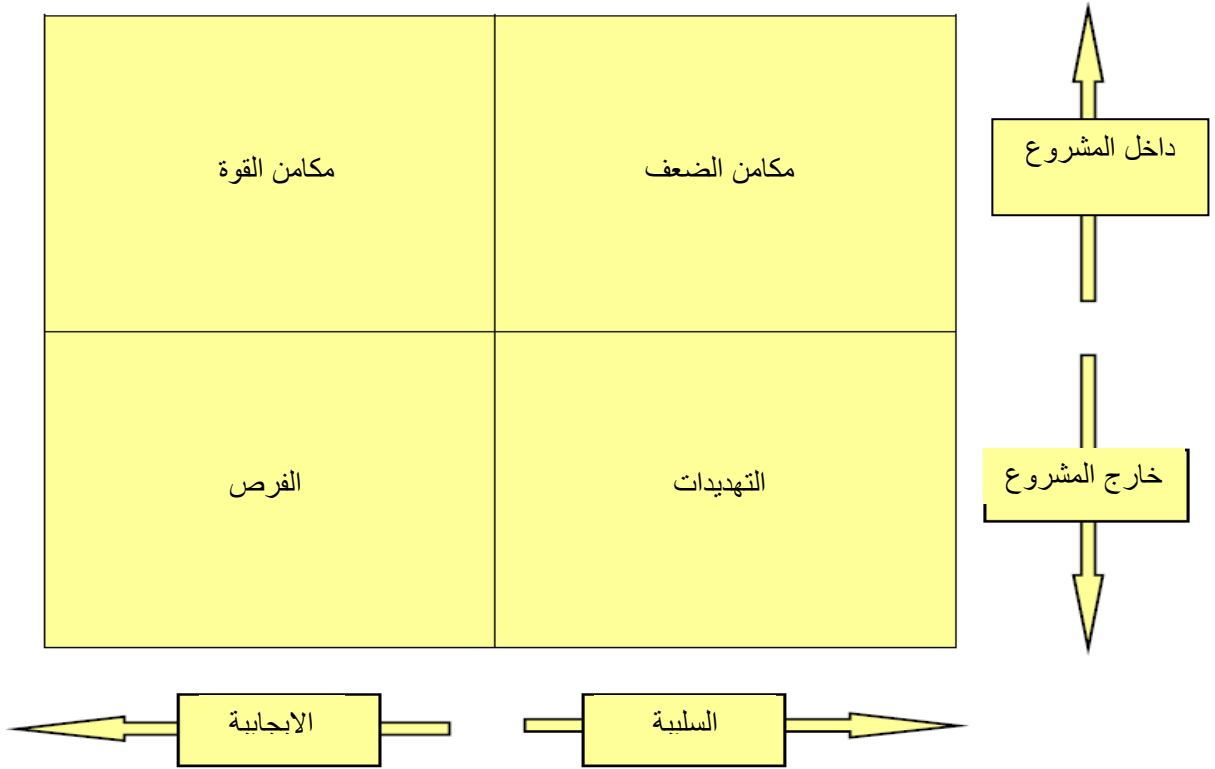 داخل المشروع
مكامن الضعف
مكامن القوة
خارج المشروع
التهديدات
الفرص
السلبية
الايجابية